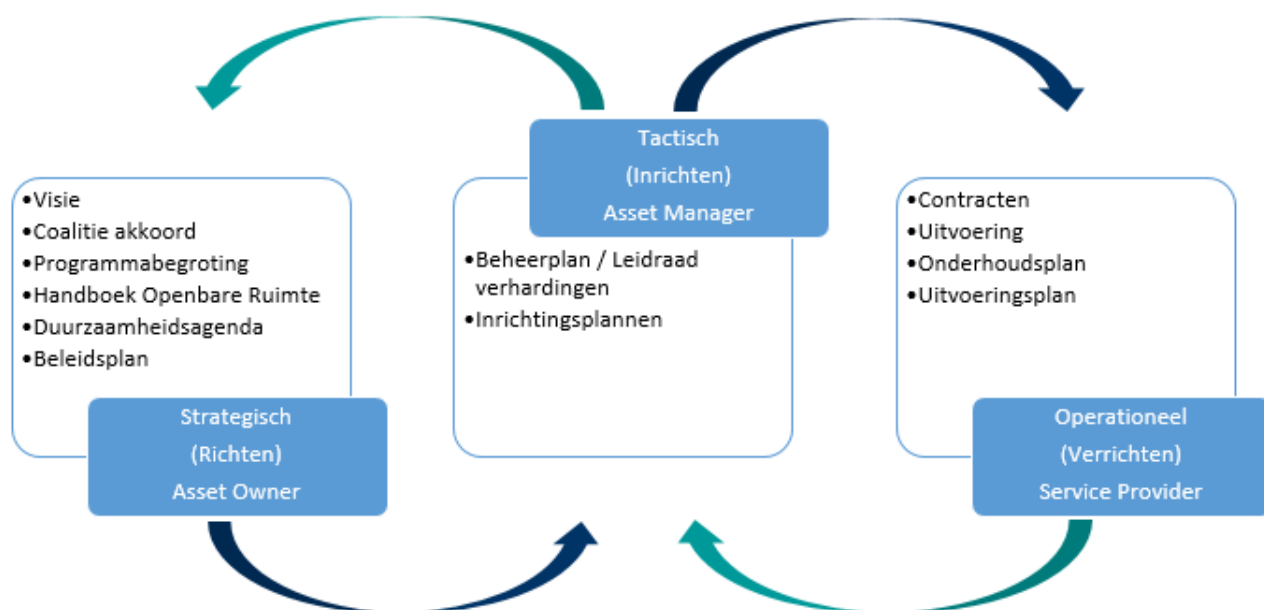 •Visie
•Coalitie akkoord
•Programmabegroting
•Handboek Openbare Ruimte
•Duurzaamheidsagenda
•Beleidsplan
Strategisch
(Richten)
Asset Owner
Tactisch
(Inrichten)
Asset Manager
•Beheerplan / Leidraad
verhardingen
•Inrichtingsplannen
•Contracten
•Uitvoering
•Onderhoudsplan
•Uitvoeringsplan
Operationeel
(Verrichten)
Service Provider